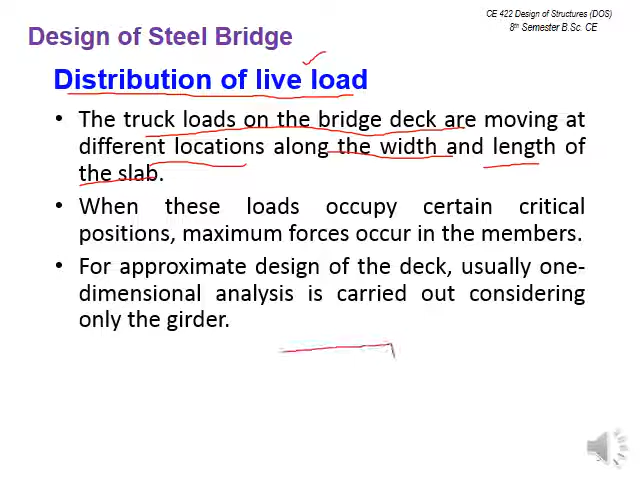 CE 422 Design of Structures (DOS)
8th Semester B.Sc. CE
Design of Steel Bridge
Distribution of live load
• The truck loads on the bridge deck are moving at
different locations along the width and length of
the slab.
• When these loads occupy certain critical
positions, maximum forces occur in the members.
• For approximate design of the deck, usually one-
dimensional analysis is carried out considering
only the girder.